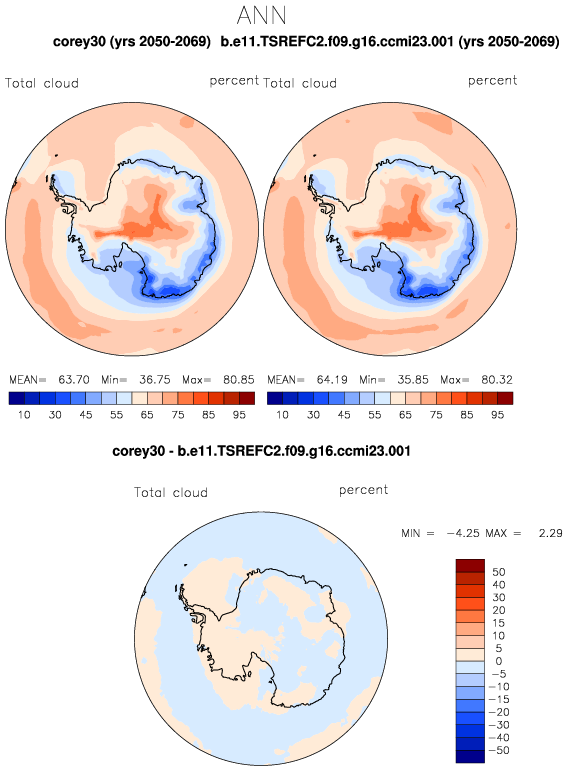 ANN
corey30 (yrs 2050-2069) b.e11.TSREFC2.f09.g16.ccmi23.001 (yrs 2050-2069)
Total cloud percent Total cloud percent
MEAN= 63.70 Min= 36.75 Max= 80.85 MEAN= 64.19 Min= 35.85 Max= 80.32
10 30 45 55 65 75 85 95 10 30 45 55 65 75 85 95
corey30 - b.e11.TSREFC2.f09.g16.ccmi23.001
Total cloud percent
MIN = -4.25 MAX = 2.29
50
40
30
20
15
10
5
0
-5
-10
-15
-20
-30
-40
-50